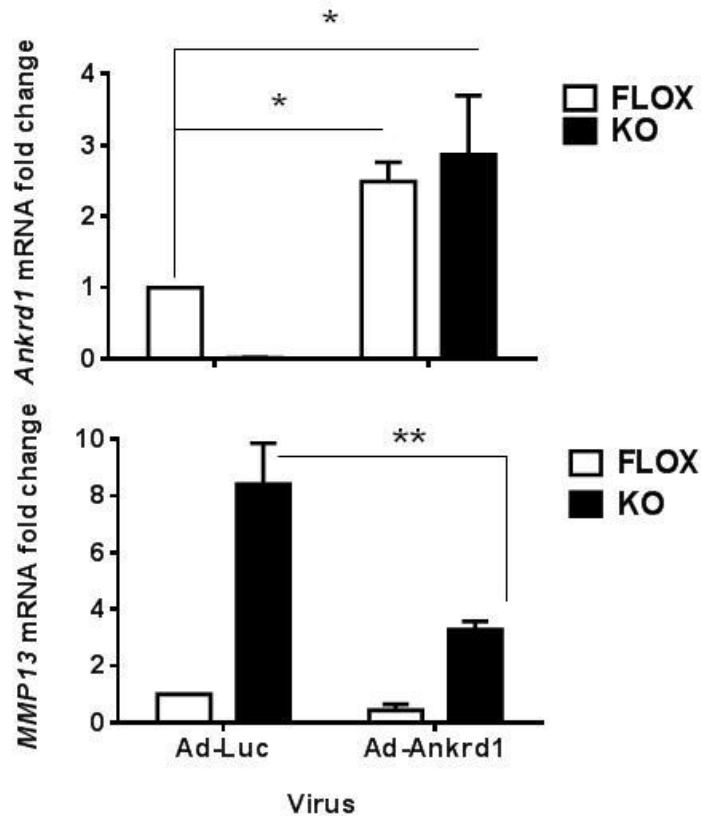 *
*
Ankrd1 mRNA fold change
4
3
2
1
0
FLOX
KO
**
MMP13 mRNA fold change
10
8
6
4
2
0
FLOX
KO
Ad-Luc Ad-Ankrd1
Virus